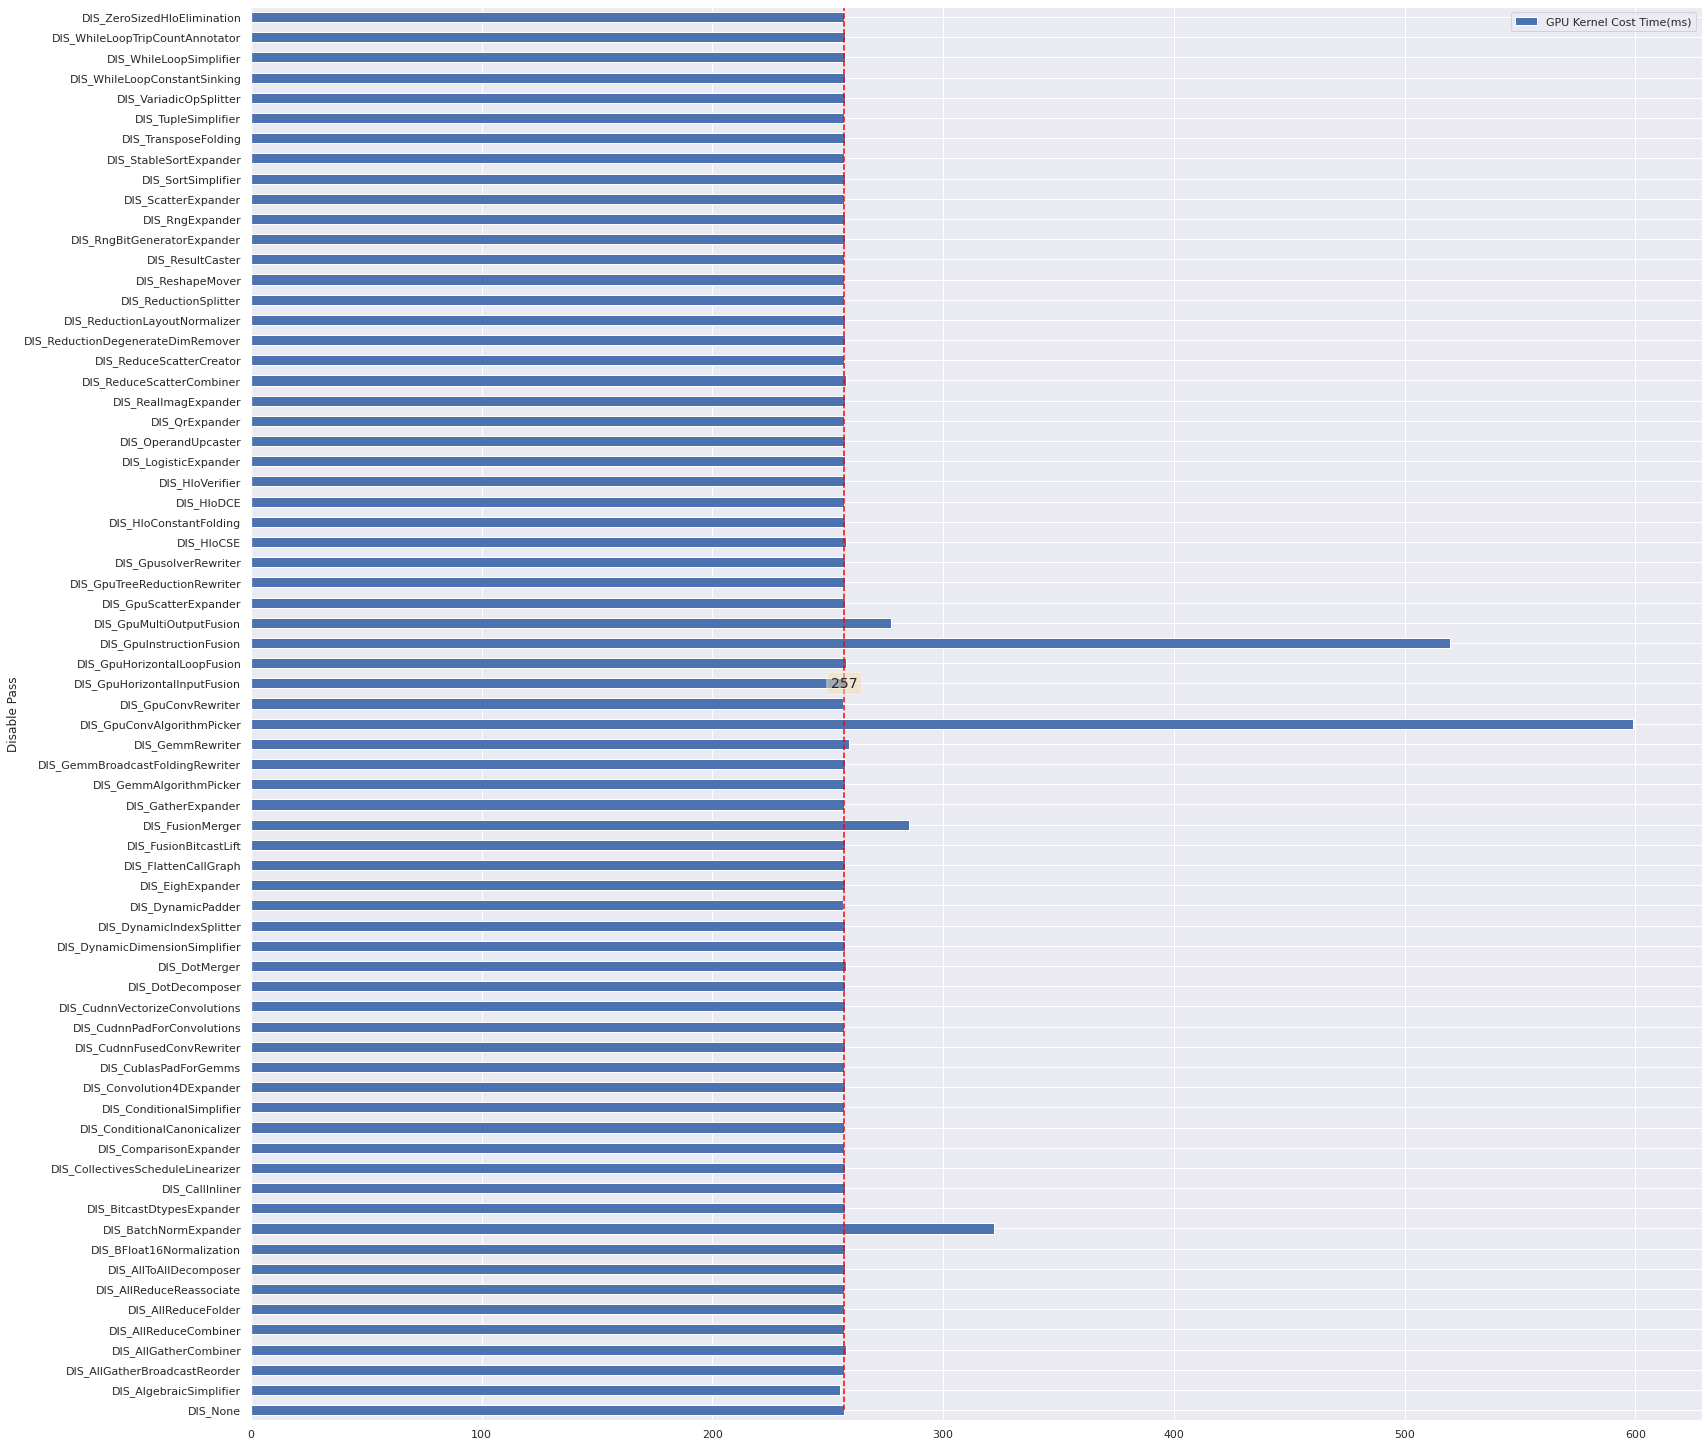 GPU Kernel Cost Time(ms)
Disable Pass
DIS_ZeroSizedHloElimination
DIS_WhileLoopTripCountAnnotator
DIS_WhileLoopSimplifier
DIS_WhileLoopConstantSinking
DIS_VariadicOpSplitter
DIS_TupleSimplifier
DIS_TransposeFolding
DIS_StableSortExpander
DIS_SortSimplifier
DIS_ScatterExpander
DIS_RngExpander
DIS_RngBitGeneratorExpander
DIS_ResultCaster
DIS_ReshapeMover
DIS_ReductionSplitter
DIS_ReductionLayoutNormalizer
DIS_ReductionDegenerateDimRemover
DIS_ReduceScatterCreator
DIS_ReduceScatterCombiner
DIS_RealImagExpander
DIS_QrExpander
DIS_OperandUpcaster
DIS_LogisticExpander
DIS_HloVerifier
DIS_HloDCE
DIS_HloConstantFolding
DIS_HloCSE
DIS_GpusolverRewriter
DIS_GpuTreeReductionRewriter
DIS_GpuScatterExpander
DIS_GpuMultiOutputFusion
DIS_GpuInstructionFusion
DIS_GpuHorizontalLoopFusion
DIS_GpuHorizontalInputFusion
257
DIS_GpuConvRewriter
DIS_GpuConvAlgorithmPicker
DIS_GemmRewriter
DIS_GemmBroadcastFoldingRewriter
DIS_GemmAlgorithmPicker
DIS_GatherExpander
DIS_FusionMerger
DIS_FusionBitcastLift
DIS_FlattenCallGraph
DIS_EighExpander
DIS_DynamicPadder
DIS_DynamicIndexSplitter
DIS_DynamicDimensionSimplifier
DIS_DotMerger
DIS_DotDecomposer
DIS_CudnnVectorizeConvolutions
DIS_CudnnPadForConvolutions
DIS_CudnnFusedConvRewriter
DIS_CublasPadForGemms
DIS_Convolution4DExpander
DIS_ConditionalSimplifier
DIS_ConditionalCanonicalizer
DIS_ComparisonExpander
DIS_CollectivesScheduleLinearizer
DIS_CallInliner
DIS_BitcastDtypesExpander
DIS_BatchNormExpander
DIS_BFloat16Normalization
DIS_AllToAllDecomposer
DIS_AllReduceReassociate
DIS_AllReduceFolder
DIS_AllReduceCombiner
DIS_AllGatherCombiner
DIS_AllGatherBroadcastReorder
DIS_AlgebraicSimplifier
DIS_None
0 100 200 300 400 500 600